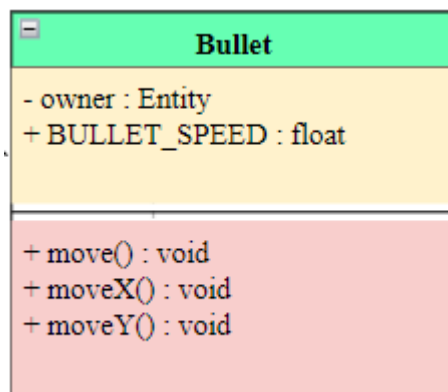 Bullet
- owner : Entity
+ BULLET_SPEED : float
+ move() : void
+ moveX() : void
+ moveY() : void